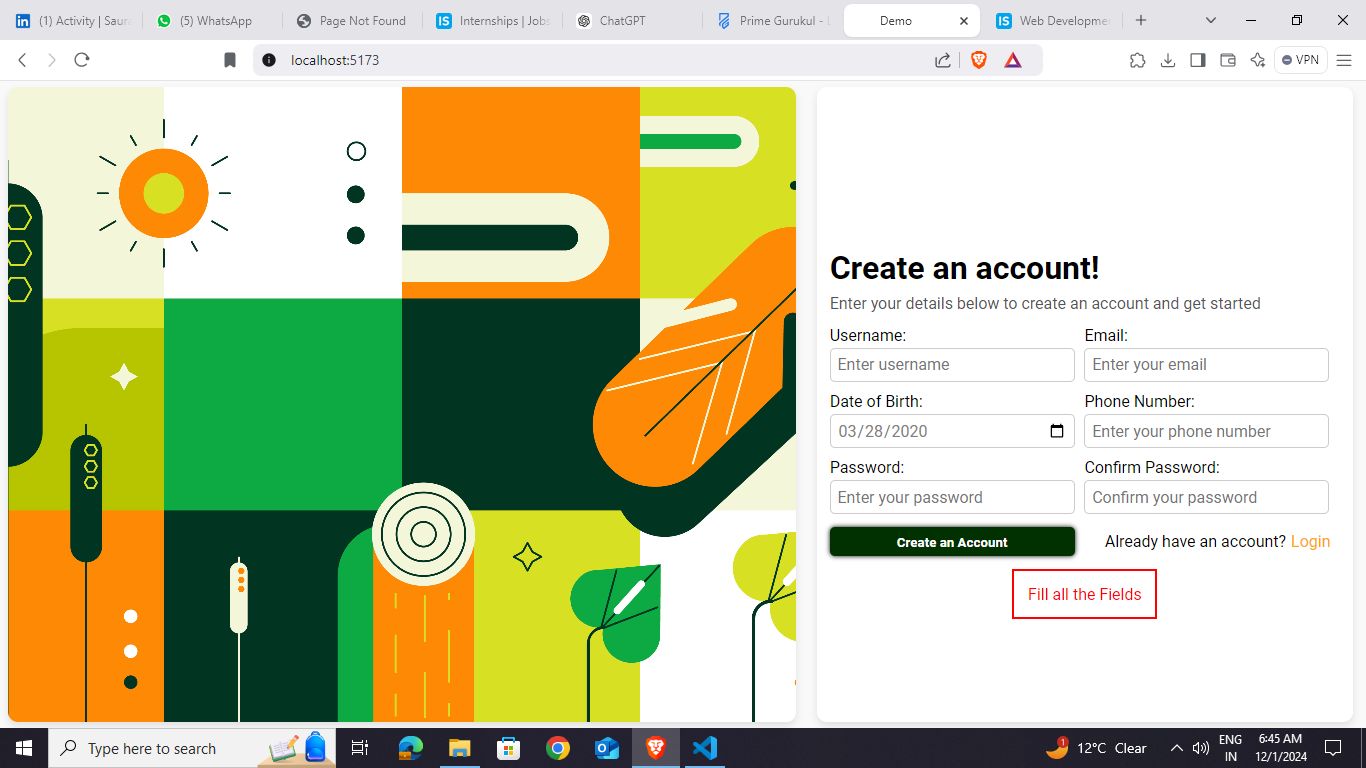 (1) Activity | Saura
(5) WhatsApp
Page Not Found
IS
Internships | Jobs
ChatGPT
Prime Gurukul - L
Demo
IS
Web Developme
localhost:5173
VPN
Create an account!
Enter your details below to create an account and get started
Username:
Email:
Enter username
Enter your email
Date of Birth:
Phone Number:
03/28/2020
Enter your phone number
Password:
Confirm Password:
Enter your password
Confirm your password
Create an Account
Already have an account? Login
Fill all the Fields
Type here to search
1
12°C Clear
ENG
IN
6:45 AM
12/1/2024